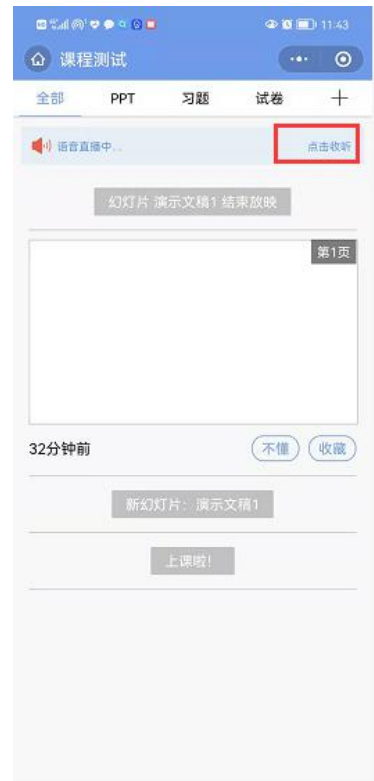 11:43
课程测试
全部 PPT 习题 试卷 +
语音直播中... 点击收听
幻灯片 演示文稿1 结束放映
第1页
32分钟前 不懂 收藏
新幻灯片: 演示文稿1
上课啦!